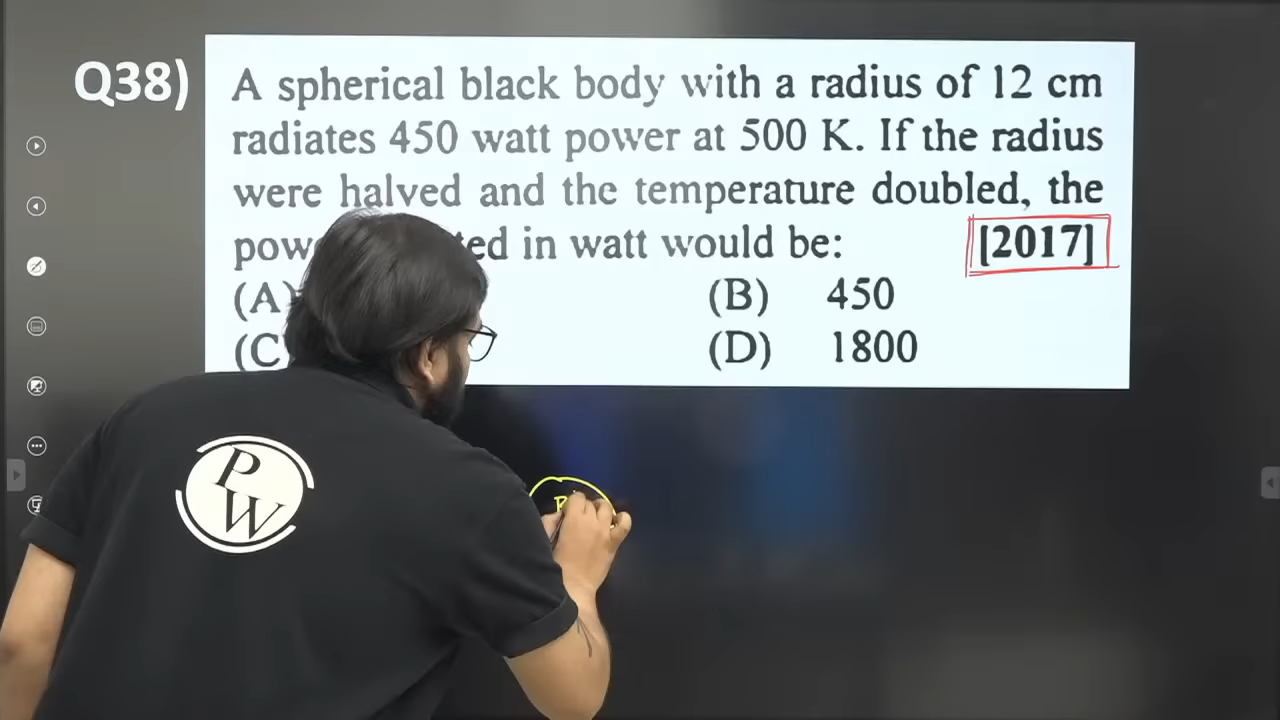 Q38)
A spherical black body with a radius of 12 cm
radiates 450 watt power at 500 K. If the radius
were halved and the temperature doubled, the
in watt would be: [2017]
(A) (B) 450
(C) (D) 1800
P
W